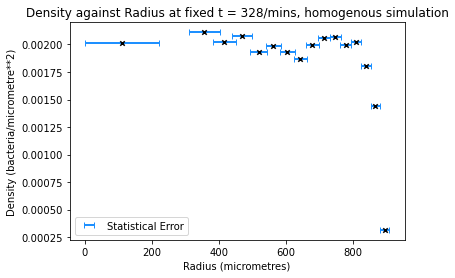 Density against Radius at fixed t = 328/mins, homogenous simulation
Density (bacteria/micrometre**2)
0.00200
0.00175
0.00150
0.00125
0.00100
0.00075
0.00050
0.00025
Statistical Error
0 200 400 600 800
Radius (micrometres)